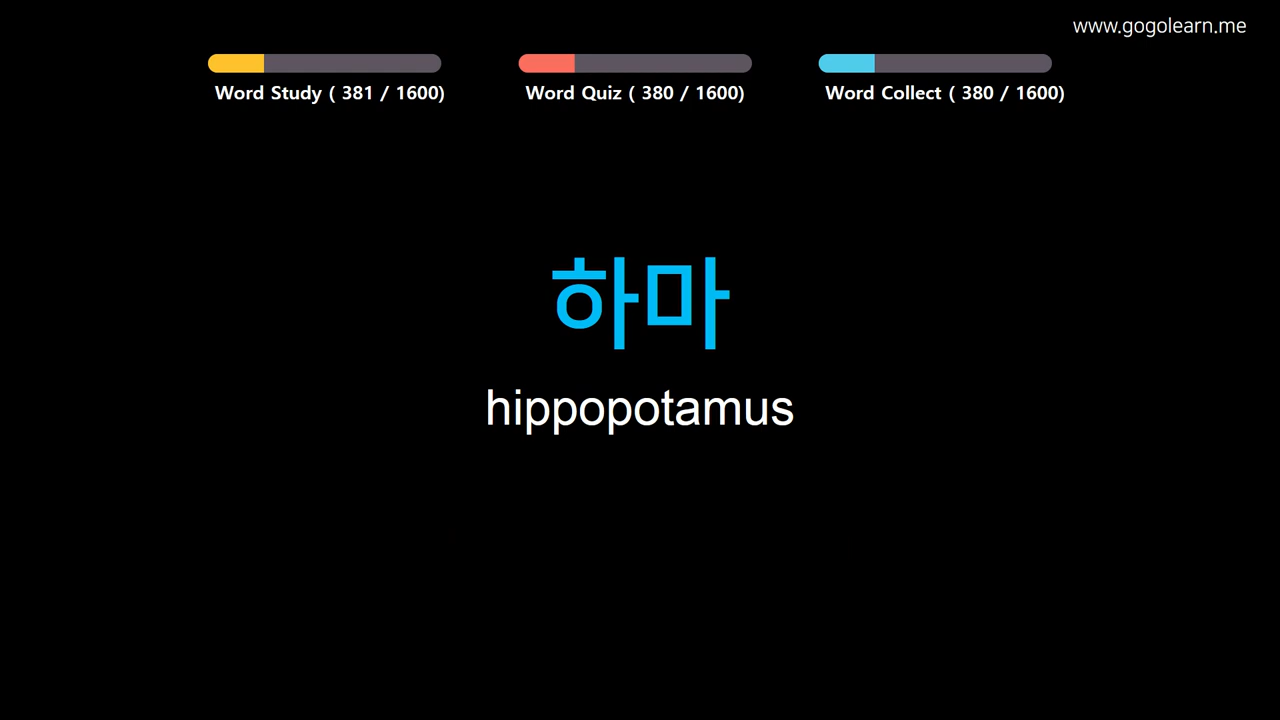 www.gogolearn.me
Word Study ( 381 / 1600)
Word Quiz ( 380 / 1600)
Word Collect ( 380 / 1600)
하마
hippopotamus